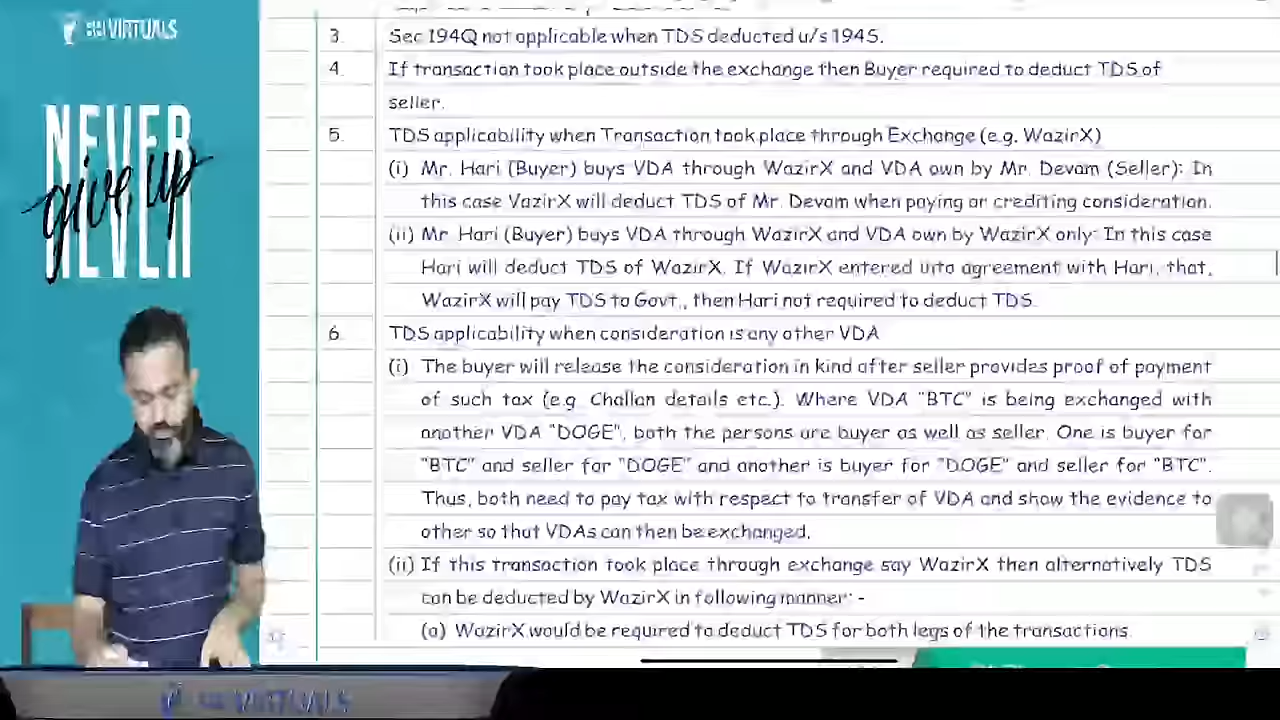 VIRTUALS
NEVER
give up
NEVER
3. Sec 194Q not applicable when TDS deducted u/s 194S.
4. If transaction took place outside the exchange then Buyer required to deduct TDS of
seller.
5. TDS applicability when Transaction took place through Exchange (e.g. WazirX)
(i) Mr. Hari (Buyer) buys VDA through WazirX and VDA own by Mr. Devam (Seller): In
this case VazirX will deduct TDS of Mr. Devam when paying or crediting consideration.
(ii) Mr. Hari (Buyer) buys VDA through WazirX and VDA own by WazirX only: In this case
Hari will deduct TDS of WazirX. If WazirX entered into agreement with Hari, that,
WazirX will pay TDS to Govt., then Hari not required to deduct TDS.
6. TDS applicability when consideration is any other VDA
(i) The buyer will release the consideration in kind after seller provides proof of payment
of such tax (e.g. Challan details etc.). Where VDA "BTC" is being exchanged with
another VDA "DOGE", both the persons are buyer as well as seller. One is buyer for
"BTC" and seller for "DOGE" and another is buyer for "DOGE" and seller for "BTC".
Thus, both need to pay tax with respect to transfer of VDA and show the evidence to
other so that VDAs can then be exchanged.
(ii) If this transaction took place through exchange say WazirX then alternatively TDS
can be deducted by WazirX in following manner: -
(a) WazirX would be required to deduct TDS for both legs of the transactions
VIRTUALS